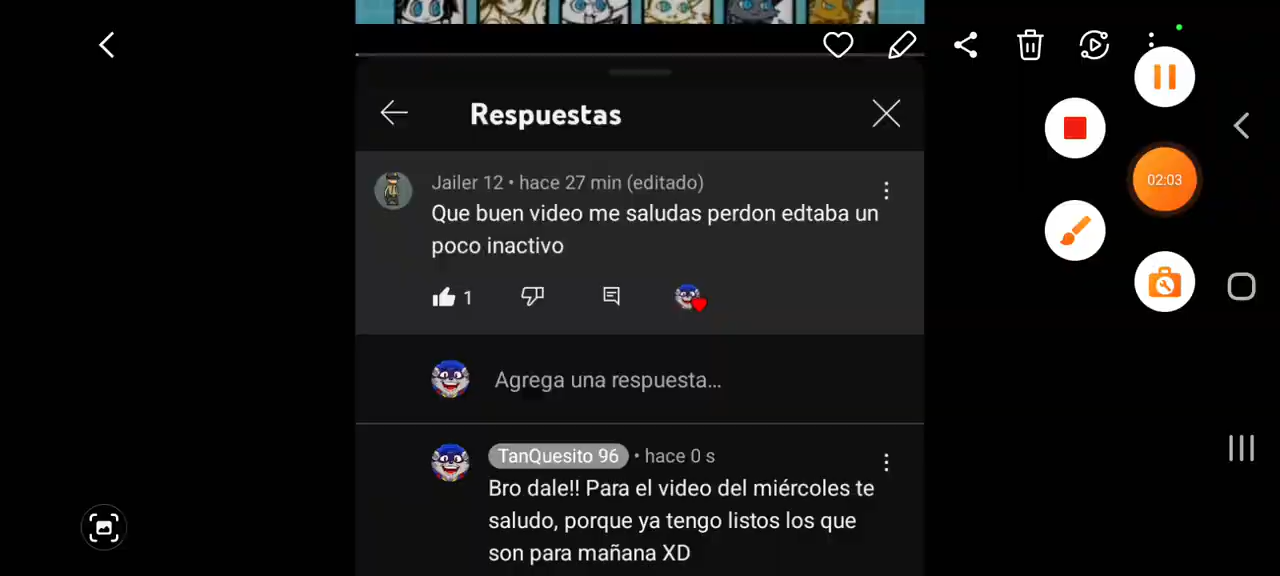 Respuestas
Jailer 12 • hace 27 min (editado)
Que buen video me saludas perdon edtaba un
poco inactivo
1
02:03
Agrega una respuesta...
TanQuesito 96 • hace 0 s
Bro dale!! Para el video del miércoles te
saludo, porque ya tengo listos los que
son para mañana XD